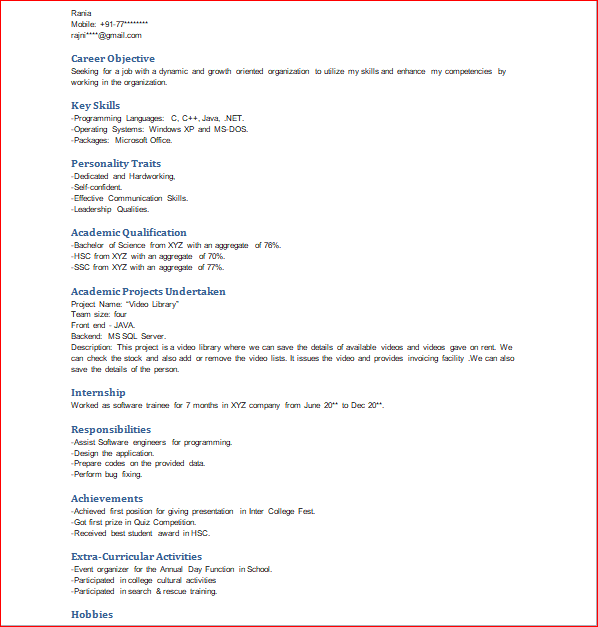 Rania
Mobile: +91-77********
rajni****@gmail.com
Career Objective
Seeking for a job with a dynamic and growth oriented organization to utilize my skills and enhance my competencies by
working in the organization.
Key Skills
-Programming Languages: C, C++, Java, .NET.
-Operating Systems: Windows XP and MS-DOS.
-Packages: Microsoft Office.
Personality Traits
-Dedicated and Hardworking,
-Self-confident.
-Effective Communication Skills.
-Leadership Qualities.
Academic Qualification
-Bachelor of Science from XYZ with an aggregate of 76%.
-HSC from XYZ with an aggregate of 70%.
-SSC from XYZ with an aggregate of 77%.
Academic Projects Undertaken
Project Name: “Video Library”
Team size: four
Front end - JAVA.
Backend: MS SQL Server.
Description: This project is a video library where we can save the details of available videos and videos gave on rent. We
can check the stock and also add or remove the video lists. It issues the video and provides invoicing facility .We can also
save the details of the person.
Internship
Worked as software trainee for 7 months in XYZ company from June 20** to Dec 20**.
Responsibilities
-Assist Software engineers for programming.
-Design the application.
-Prepare codes on the provided data.
-Perform bug fixing.
Achievements
-Achieved first position for giving presentation in Inter College Fest.
-Got first prize in Quiz Competition.
-Received best student award in HSC.
Extra-Curricular Activities
-Event organizer for the Annual Day Function in School.
-Participated in college cultural activities
-Participated in search & rescue training.
Hobbies